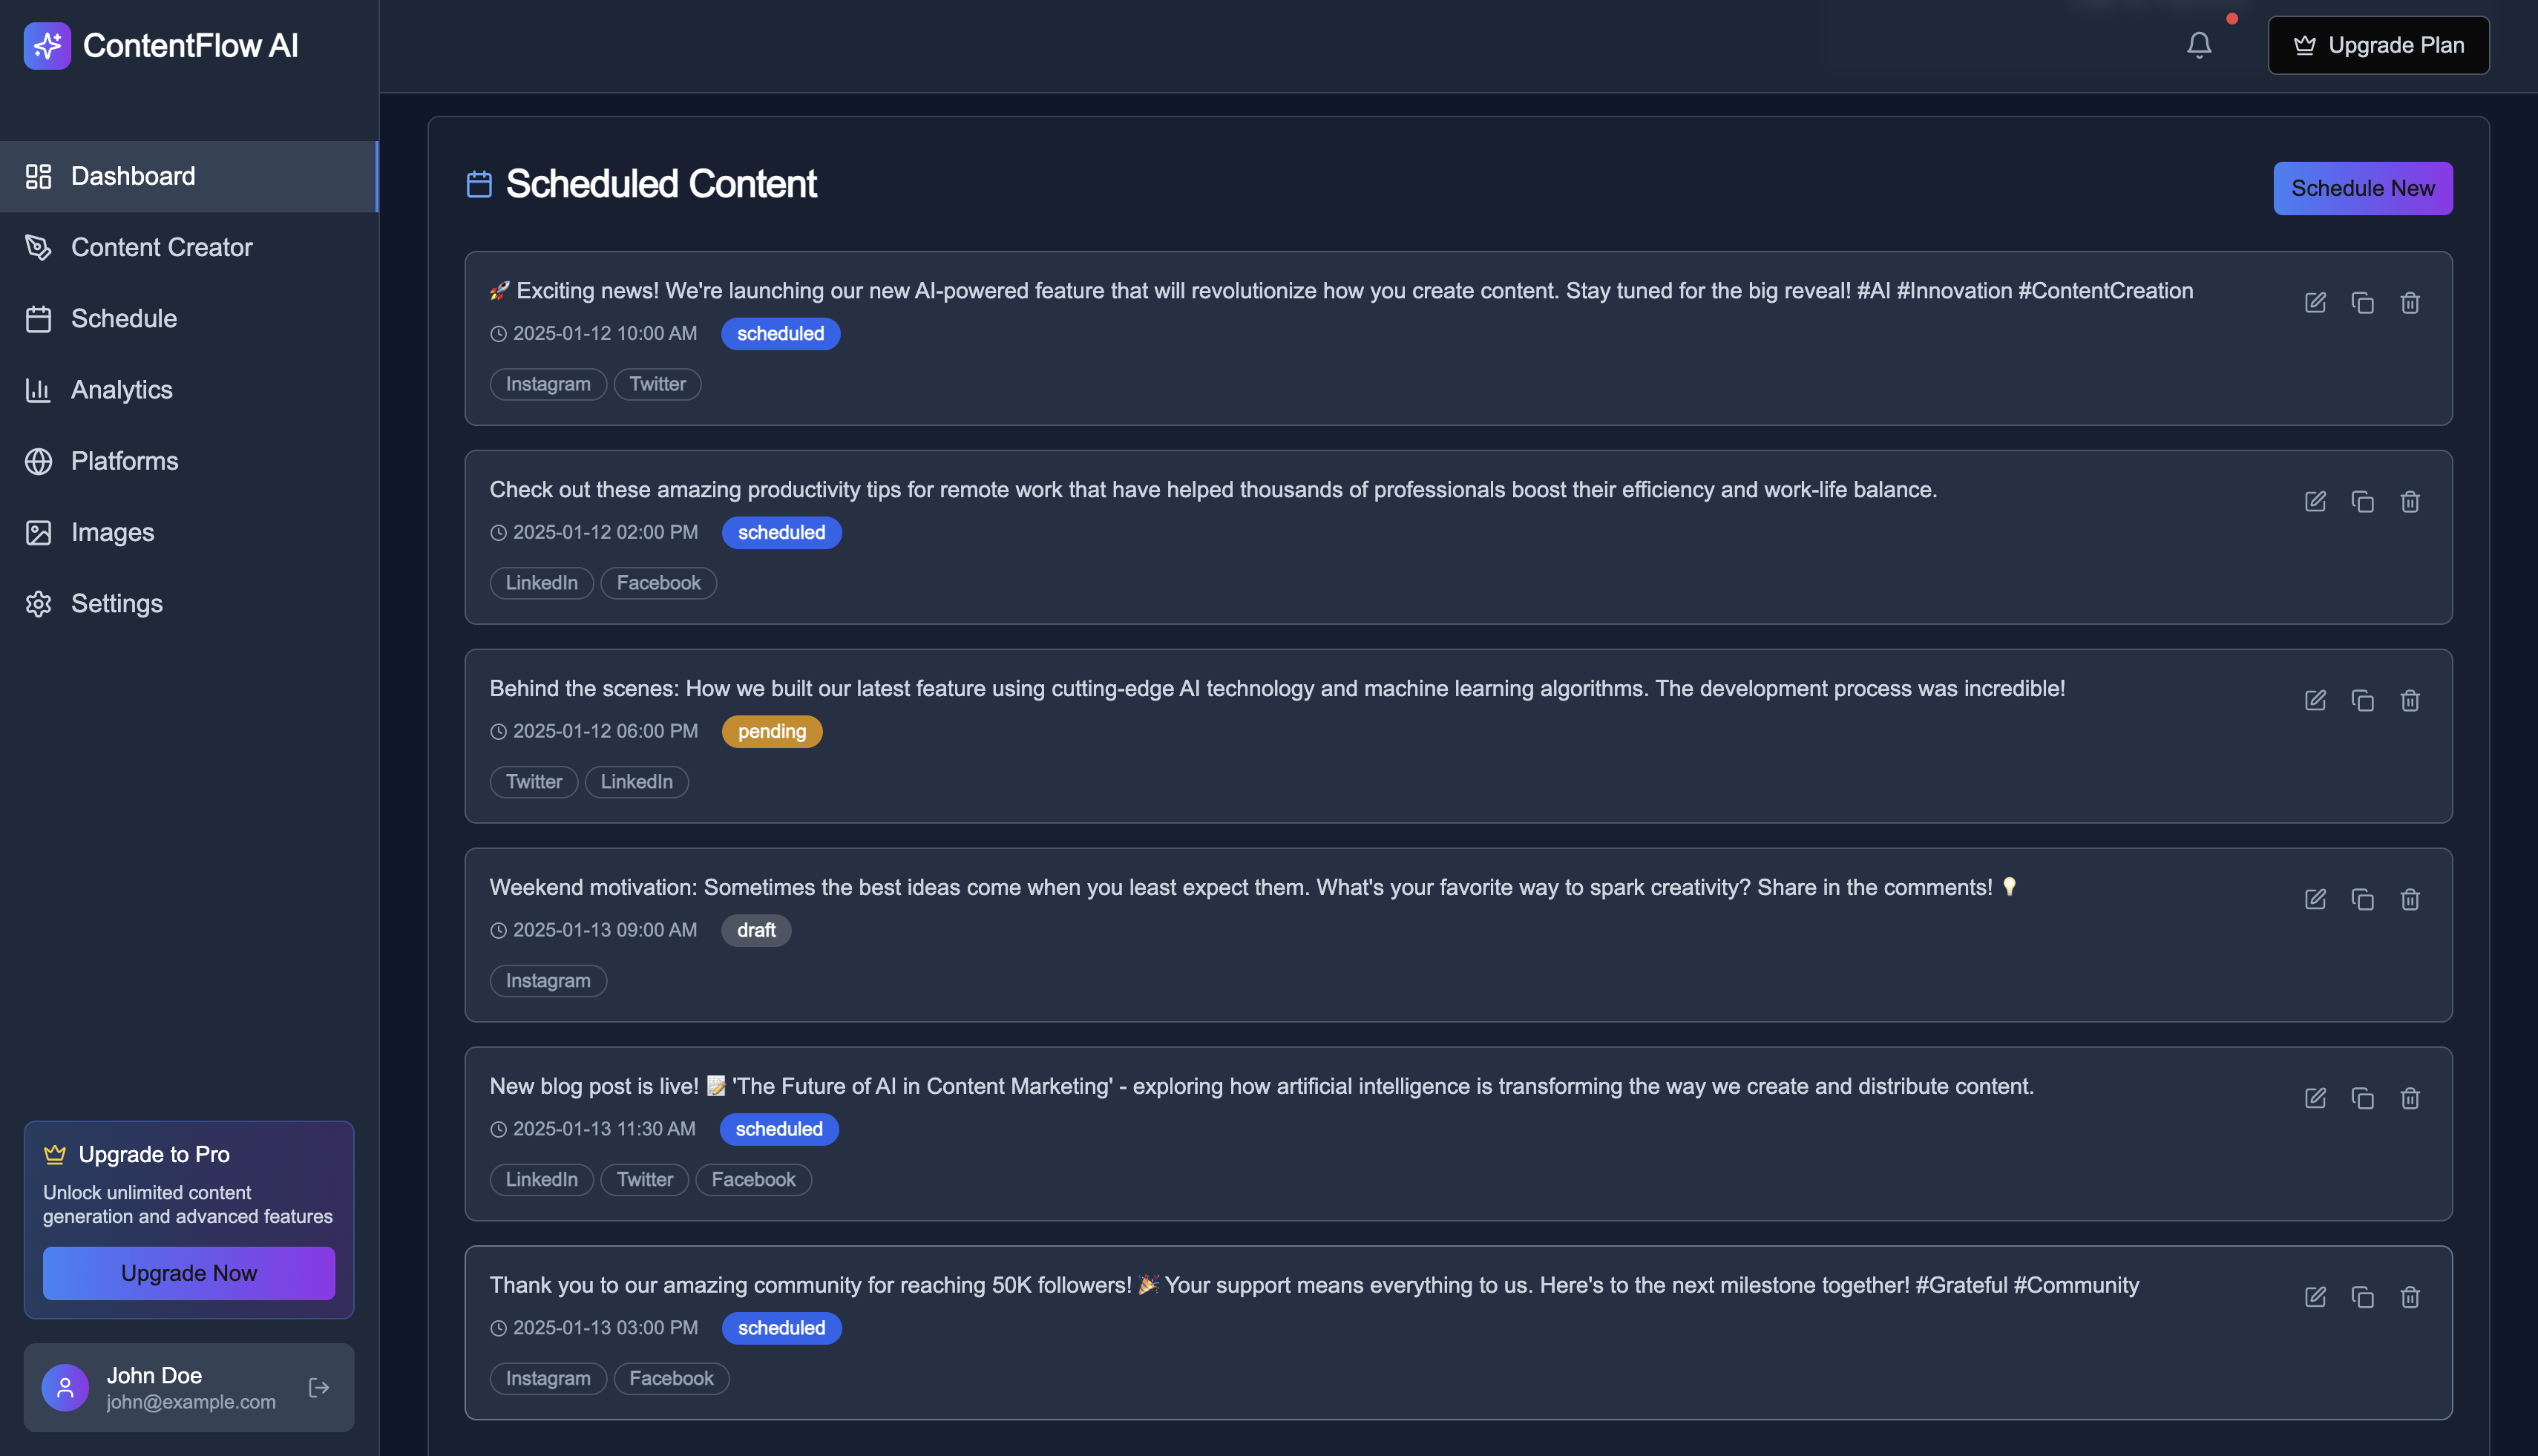 ContentFlow AI
Upgrade Plan
Dashboard
Content Creator
Schedule
Analytics
Platforms
Images
Settings
Upgrade to Pro
Unlock unlimited content
generation and advanced features
Upgrade Now
John Doe
john@example.com
Scheduled Content
Schedule New
🚀 Exciting news! We're launching our new AI-powered feature that will revolutionize how you create content. Stay tuned for the big reveal! #AI #Innovation #ContentCreation
2025-01-12 10:00 AM scheduled
Instagram Twitter
Check out these amazing productivity tips for remote work that have helped thousands of professionals boost their efficiency and work-life balance.
2025-01-12 02:00 PM scheduled
LinkedIn Facebook
Behind the scenes: How we built our latest feature using cutting-edge AI technology and machine learning algorithms. The development process was incredible!
2025-01-12 06:00 PM pending
Twitter LinkedIn
Weekend motivation: Sometimes the best ideas come when you least expect them. What's your favorite way to spark creativity? Share in the comments! 💡
2025-01-13 09:00 AM draft
Instagram
New blog post is live! 📝 'The Future of AI in Content Marketing' - exploring how artificial intelligence is transforming the way we create and distribute content.
2025-01-13 11:30 AM scheduled
LinkedIn Twitter Facebook
Thank you to our amazing community for reaching 50K followers! 🎉 Your support means everything to us. Here's to the next milestone together! #Grateful #Community
2025-01-13 03:00 PM scheduled
Instagram Facebook